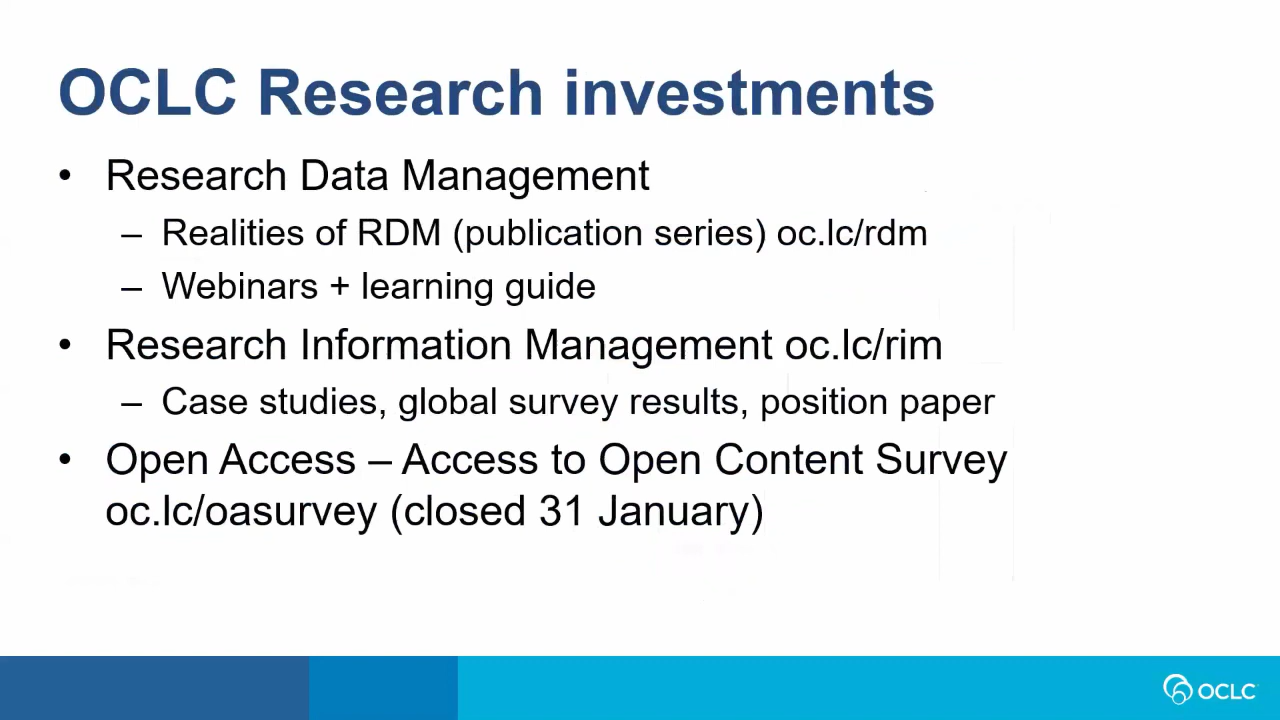 OCLC Research investments
• Research Data Management
– Realities of RDM (publication series) oc.lc/rdm
– Webinars + learning guide
• Research Information Management oc.lc/rim
– Case studies, global survey results, position paper
• Open Access – Access to Open Content Survey
oc.lc/oasurvey (closed 31 January)
OCLC